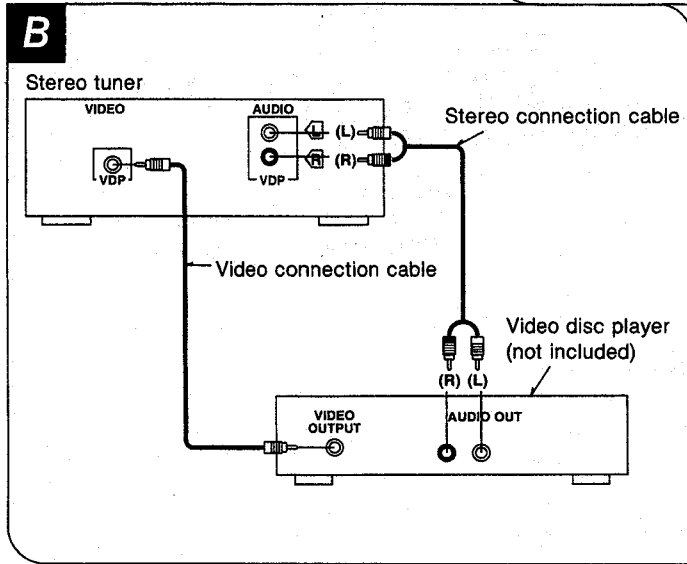 B
Stereo tuner
VIDEO
AUDIO
VDP
L (L)
R (R)
VDP
Stereo connection cable
Video connection cable
Video disc player
(not included)
(R) (L)
VIDEO
OUTPUT
AUDIO OUT